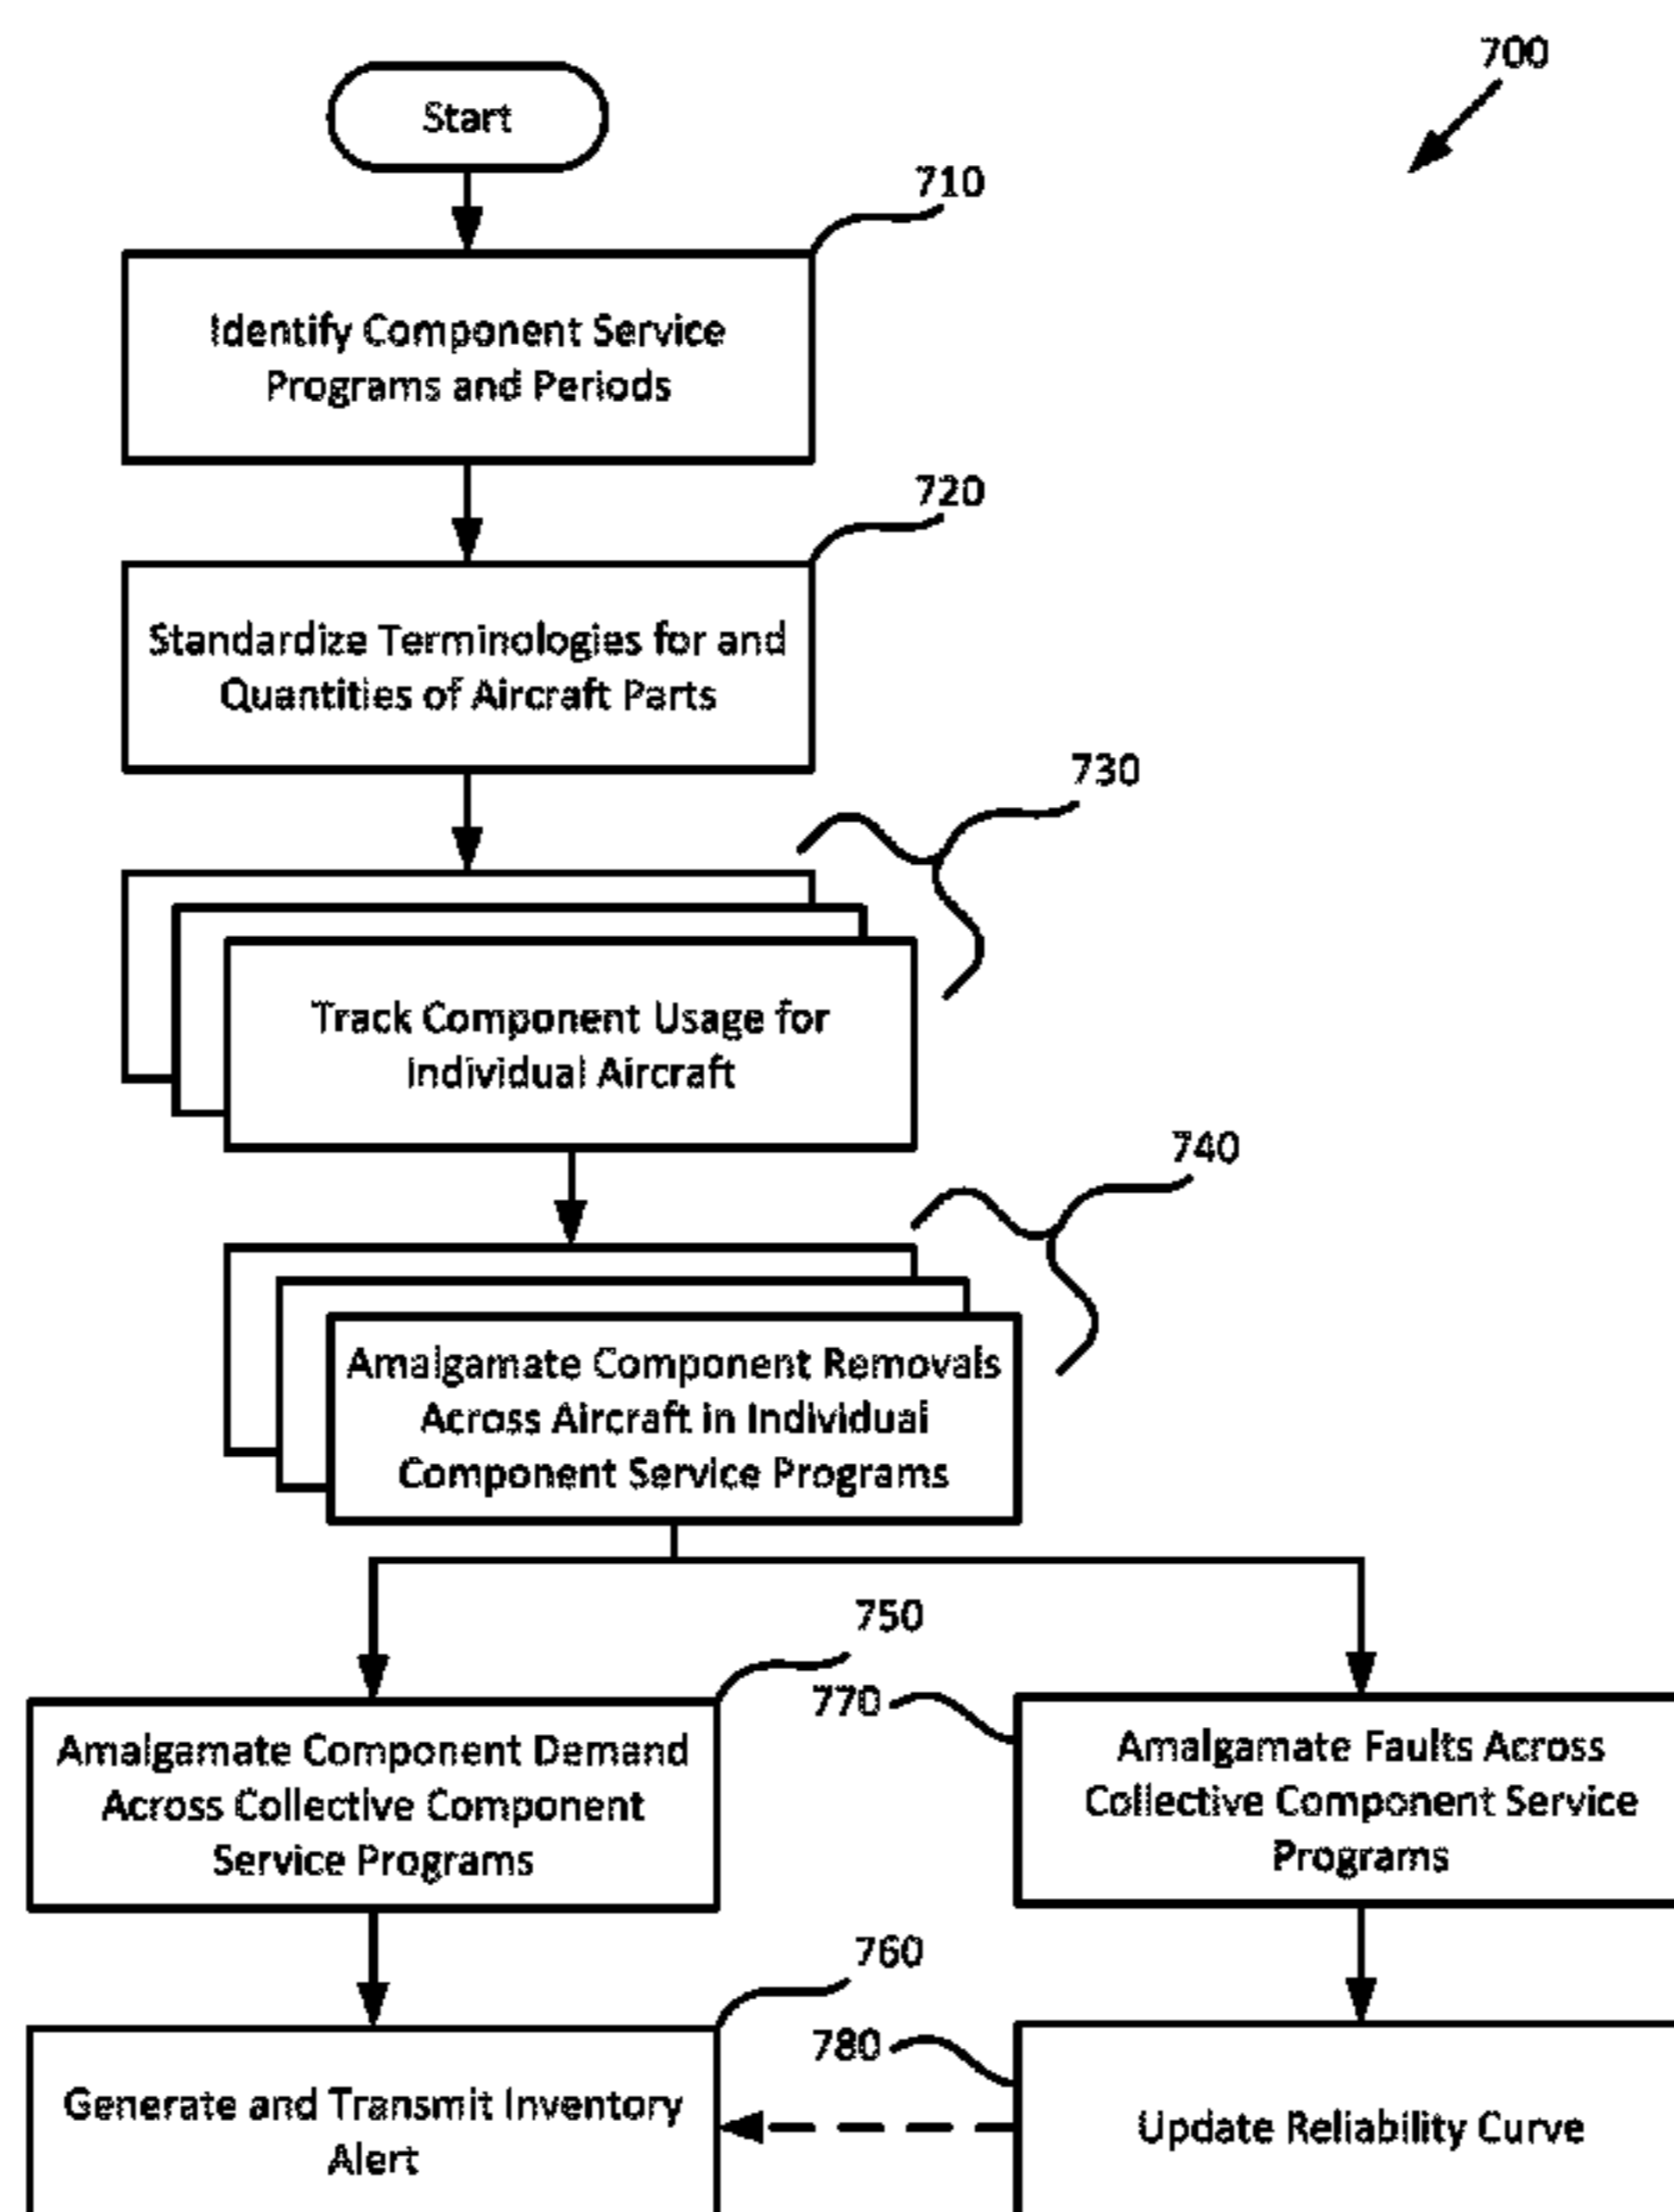 700
Start
710
Identify Component Service
Programs and Periods
720
Standardize Terminologies for and
Quantities of Aircraft Parts
730
Track Component Usage for
Individual Aircraft
740
Amalgamate Component Removals
Across Aircraft in Individual
Component Service Programs
750
Amalgamate Component Demand
Across Collective Component
Service Programs
770
Amalgamate Faults Across
Collective Component Service
Programs
760
Generate and Transmit Inventory
Alert
780
Update Reliability Curve